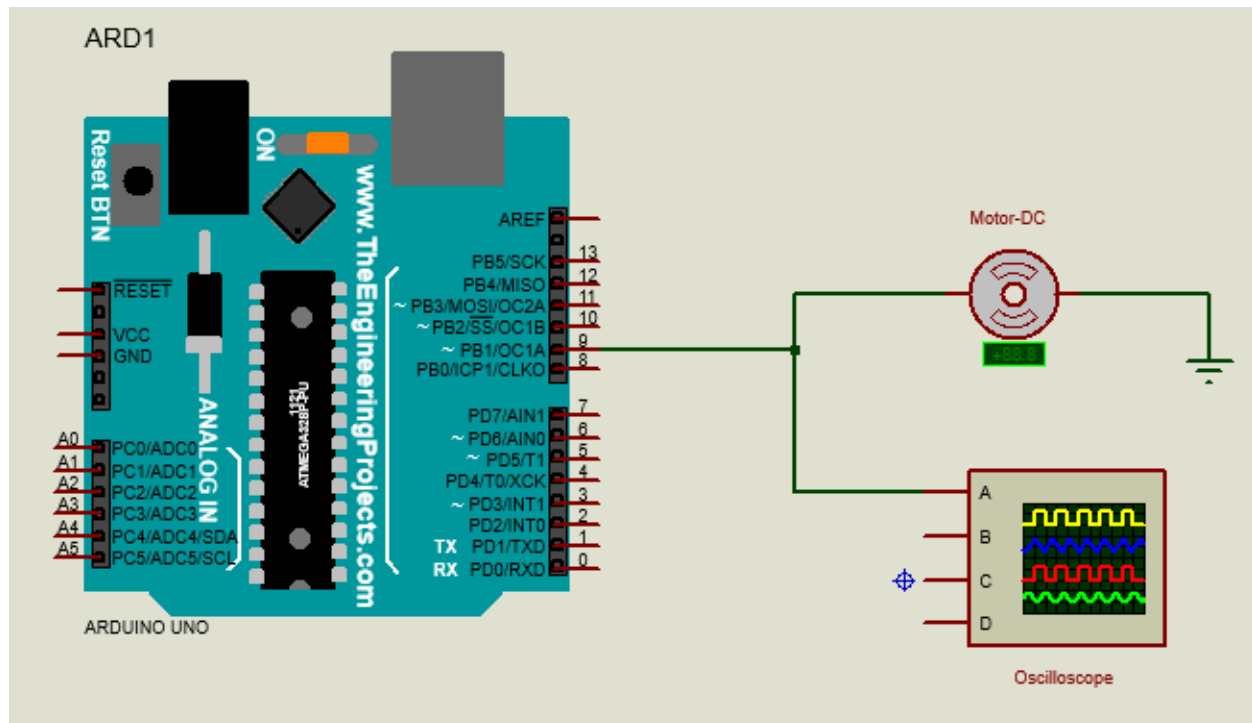 ARD1
Reset BTN
ON
www.TheEngineeringProjects.com
AREF
PB5/SCK 13
PB4/MISO 12
~ PB3/MOSI/OC2A 11
~ PB2/SS/OC1B 10
~ PB1/OC1A 9
PB0/ICP1/CLKO 8
RESET
VCC
GND
1121
ATMEGA328P-PU
ANALOG IN
PD7/AIN1 7
~ PD6/AIN0 6
~ PD5/T1 5
PD4/T0/XCK 4
~ PD3/INT1 3
PD2/INT0 2
TX PD1/TXD 1
RX PD0/RXD 0
A0 PC0/ADC0
A1 PC1/ADC1
A2 PC2/ADC2
A3 PC3/ADC3
A4 PC4/ADC4/SDA
A5 PC5/ADC5/SCL
ARDUINO UNO
Motor-DC
+88.8
A
B
C
D
Oscilloscope